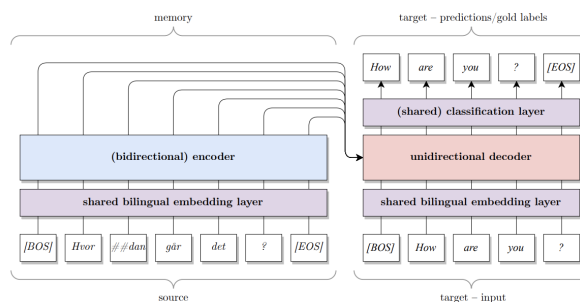 memory
target – predictions/gold labels
How are you ? [EOS]
(shared) classification layer
(bidirectional) encoder
unidirectional decoder
shared bilingual embedding layer
shared bilingual embedding layer
[BOS] Hvor ##dan går det ? [EOS]
[BOS] How are you ?
source
target – input